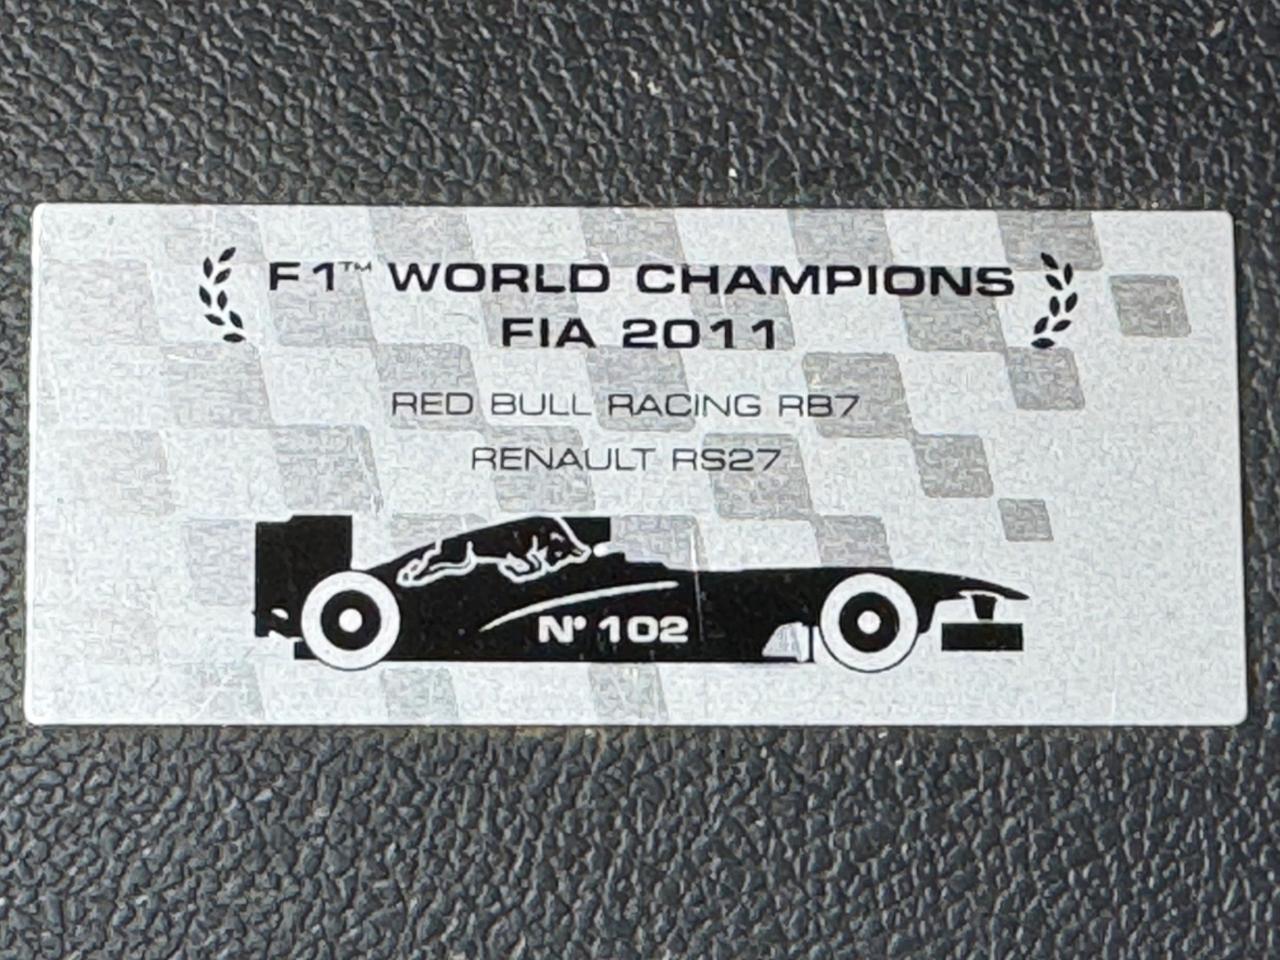 F1™ WORLD CHAMPIONS
FIA 2011
RED BULL RACING RB7
RENAULT RS27
N° 102